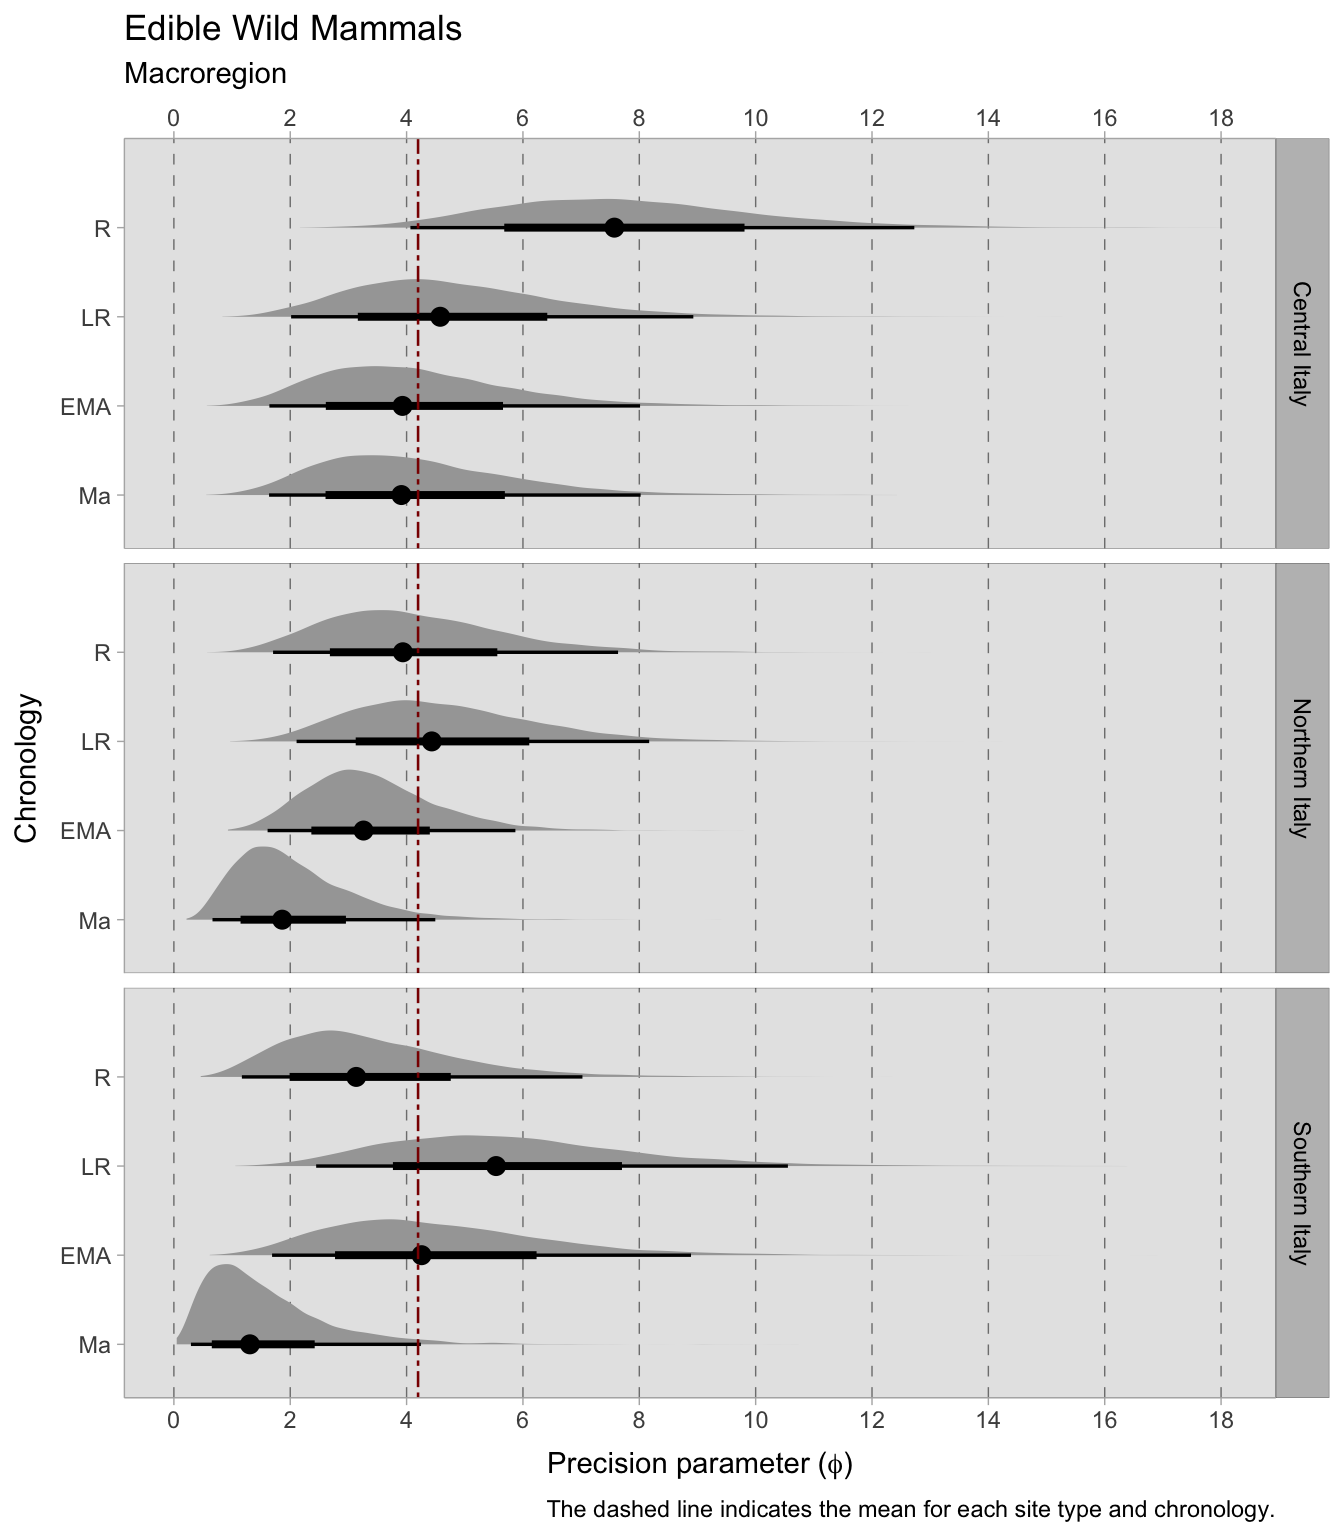 Edible Wild Mammals
Macroregion
0 2 4 6 8 10 12 14 16 18
R
LR
EMA
Ma
Central Italy
Chronology
R
LR
EMA
Ma
Northern Italy
R
LR
EMA
Ma
Southern Italy
0 2 4 6 8 10 12 14 16 18
Precision parameter (ϕ)
The dashed line indicates the mean for each site type and chronology.